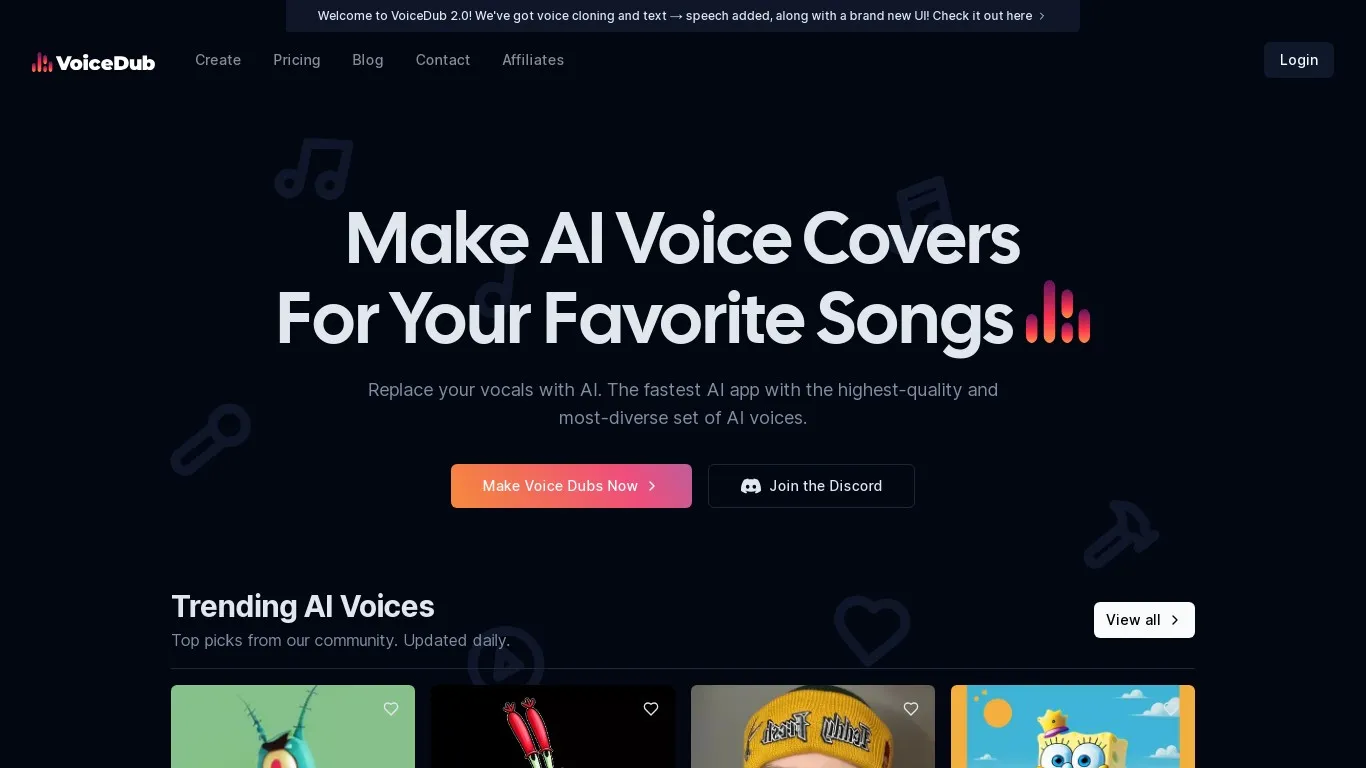 Welcome to VoiceDub 2.0! We've got voice cloning and text → speech added, along with a brand new UI! Check it out here
VoiceDub
Create
Pricing
Blog
Contact
Affiliates
Login
Make AI Voice Covers
For Your Favorite Songs
Replace your vocals with AI. The fastest AI app with the highest-quality and
most-diverse set of AI voices.
Make Voice Dubs Now
Join the Discord
Trending AI Voices
Top picks from our community. Updated daily.
View all
Teddy Fresh